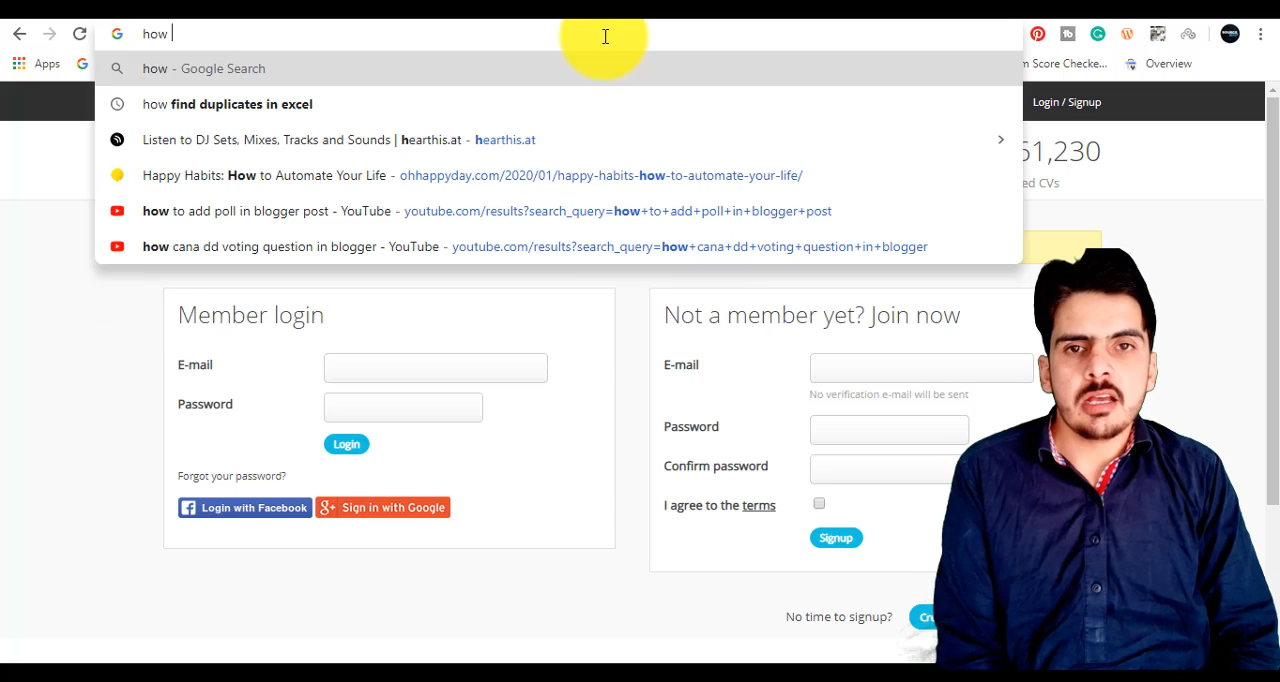 how
Apps
m Score Checke...
Overview
how - Google Search
how find duplicates in excel
Listen to DJ Sets, Mixes, Tracks and Sounds | hearthis.at - hearthis.at
Happy Habits: How to Automate Your Life - ohhappyday.com/2020/01/happy-habits-how-to-automate-your-life/
how to add poll in blogger post - YouTube - youtube.com/results?search_query=how+to+add+poll+in+blogger+post
how cana dd voting question in blogger - YouTube - youtube.com/results?search_query=how+cana+dd+voting+question+in+blogger
Login / Signup
51,230
ed CVs
Member login
E-mail
Password
Login
Forgot your password?
Login with Facebook
Sign in with Google
Not a member yet? Join now
E-mail
No verification e-mail will be sent
Password
Confirm password
I agree to the terms
Signup
No time to signup?
Cre